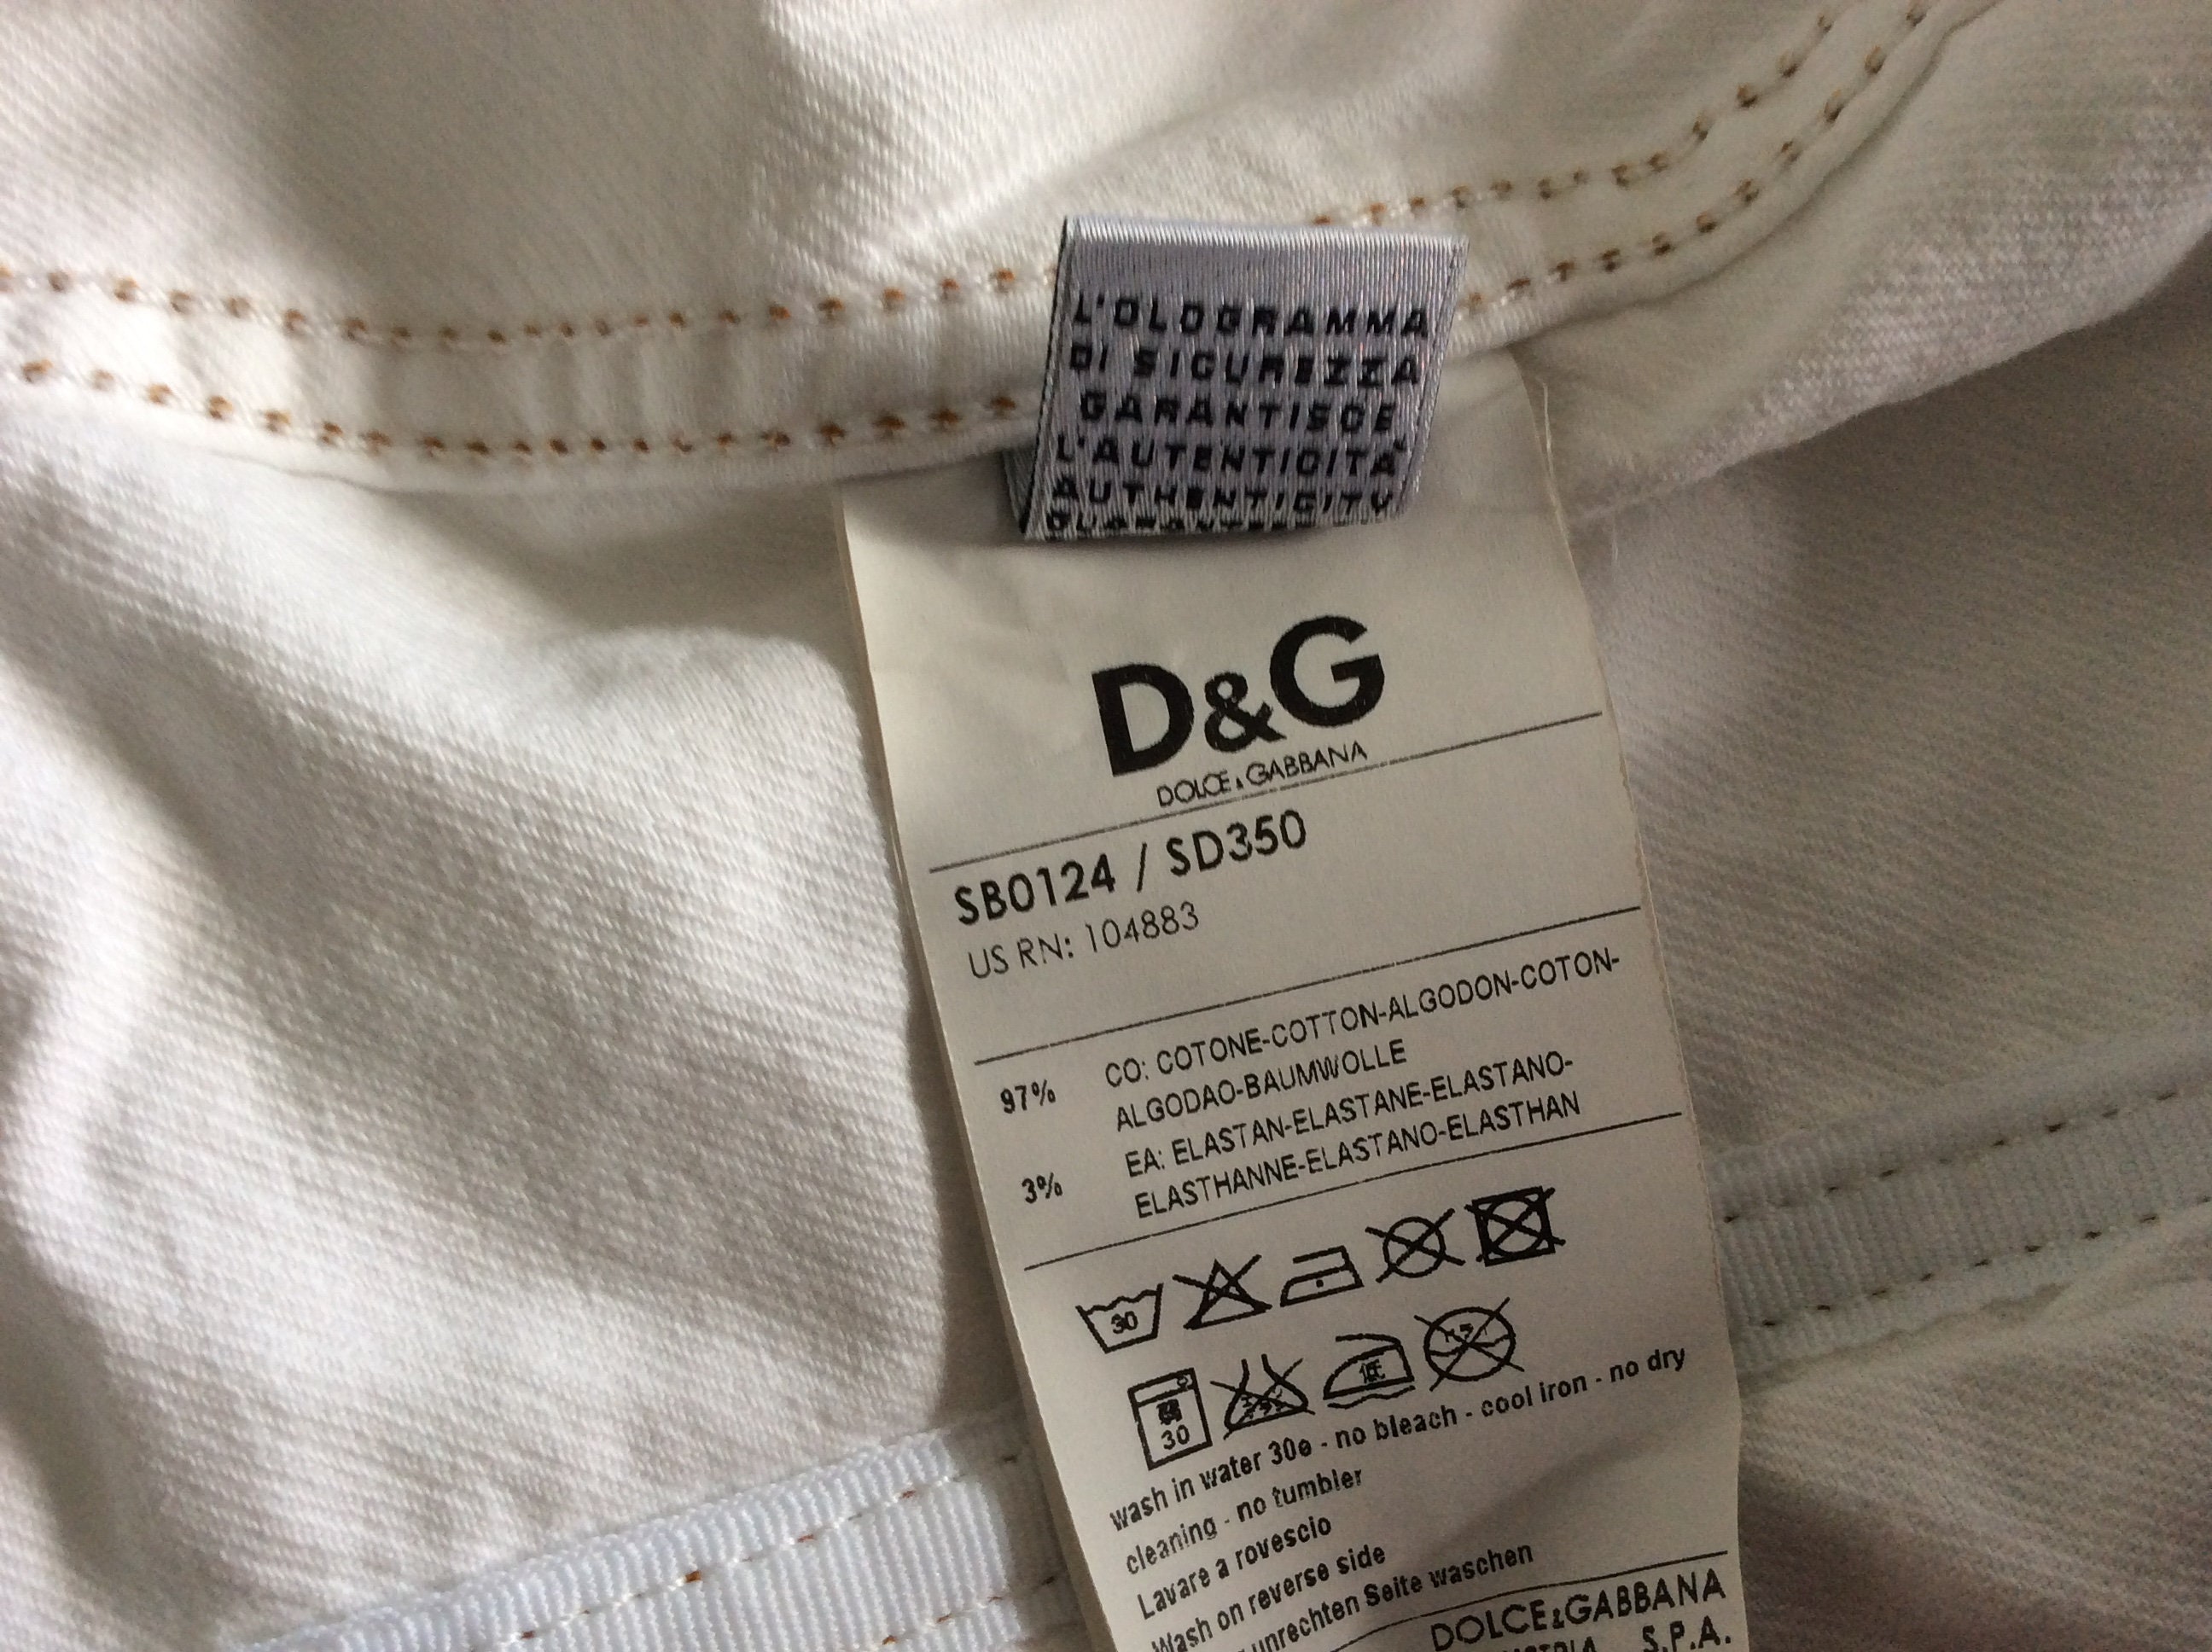 L'OLOGRAMMA
DI SICUREZZA
GARANTISCE
L'AUTENTICITÀ
AUTHENTICITY
D&G
DOLCE & GABBANA
SB0124 / SD350
US RN: 104883
97% CO: COTONE-COTTON-ALGODON-COTON-
ALGODAO-BAUMWOLLE
3% EA: ELASTAN-ELASTANE-ELASTANO-
ELASTHANNE-ELASTANO-ELASTHAN
30
30
低
wash in water 30e - no bleach - cool iron - no dry
cleaning - no tumbler
Lavare a rovescio
Wash on reverse side
unrechten Seite waschen
DOLCE&GABBANA
S.P.A.